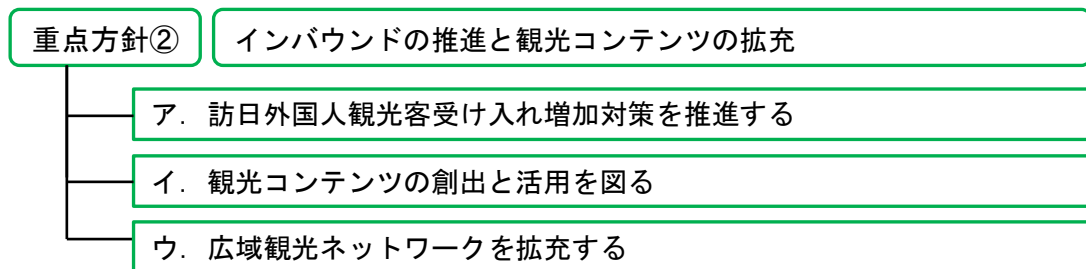 重点方針② インバウンドの推進と観光コンテンツの拡充
ア．訪日外国人観光客受け入れ増加対策を推進する
イ．観光コンテンツの創出と活用を図る
ウ．広域観光ネットワークを拡充する